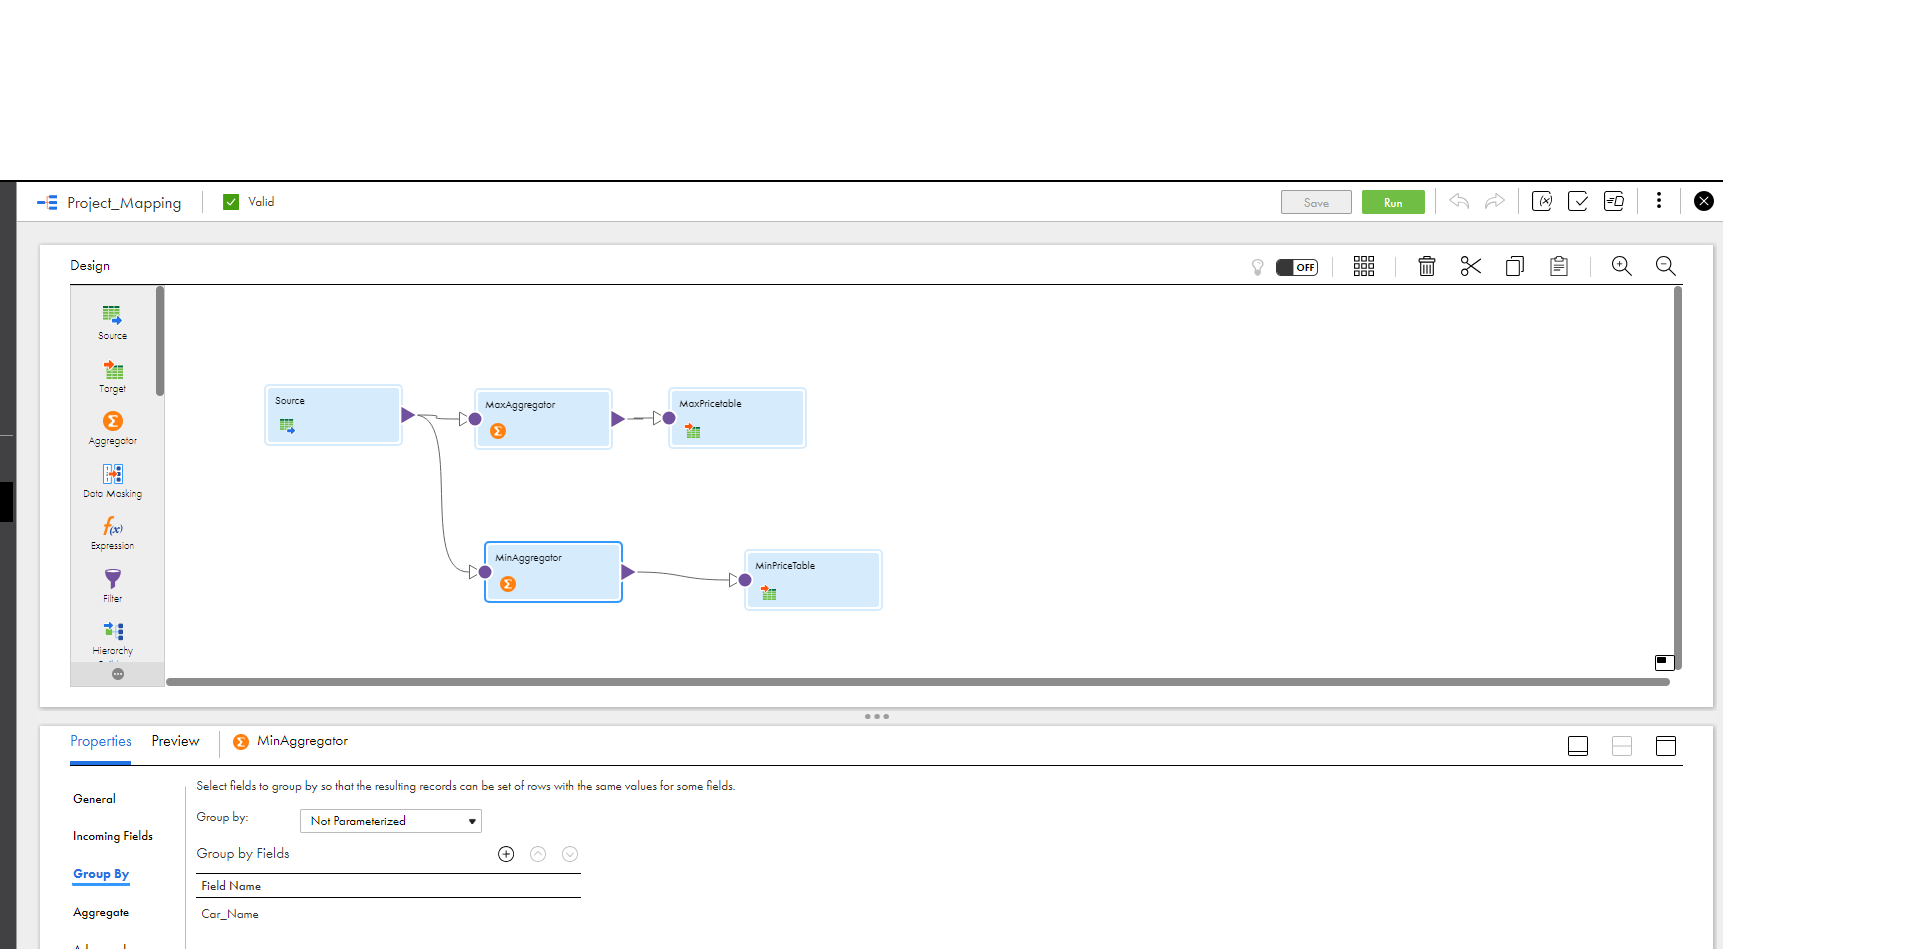 Project_Mapping
Valid
Save
Run
Design
OFF
Source
Target
Aggregator
Data Masking
Expression
f(x)
Filter
Hierarchy
Source
MaxAggregator
MaxPricetable
MinAggregator
MinPriceTable
Properties
Preview
MinAggregator
General
Incoming Fields
Group By
Aggregate
Select fields to group by so that the resulting records can be set of rows with the same values for some fields.
Group by:
Not Parameterized
Group by Fields
Field Name
Car_Name